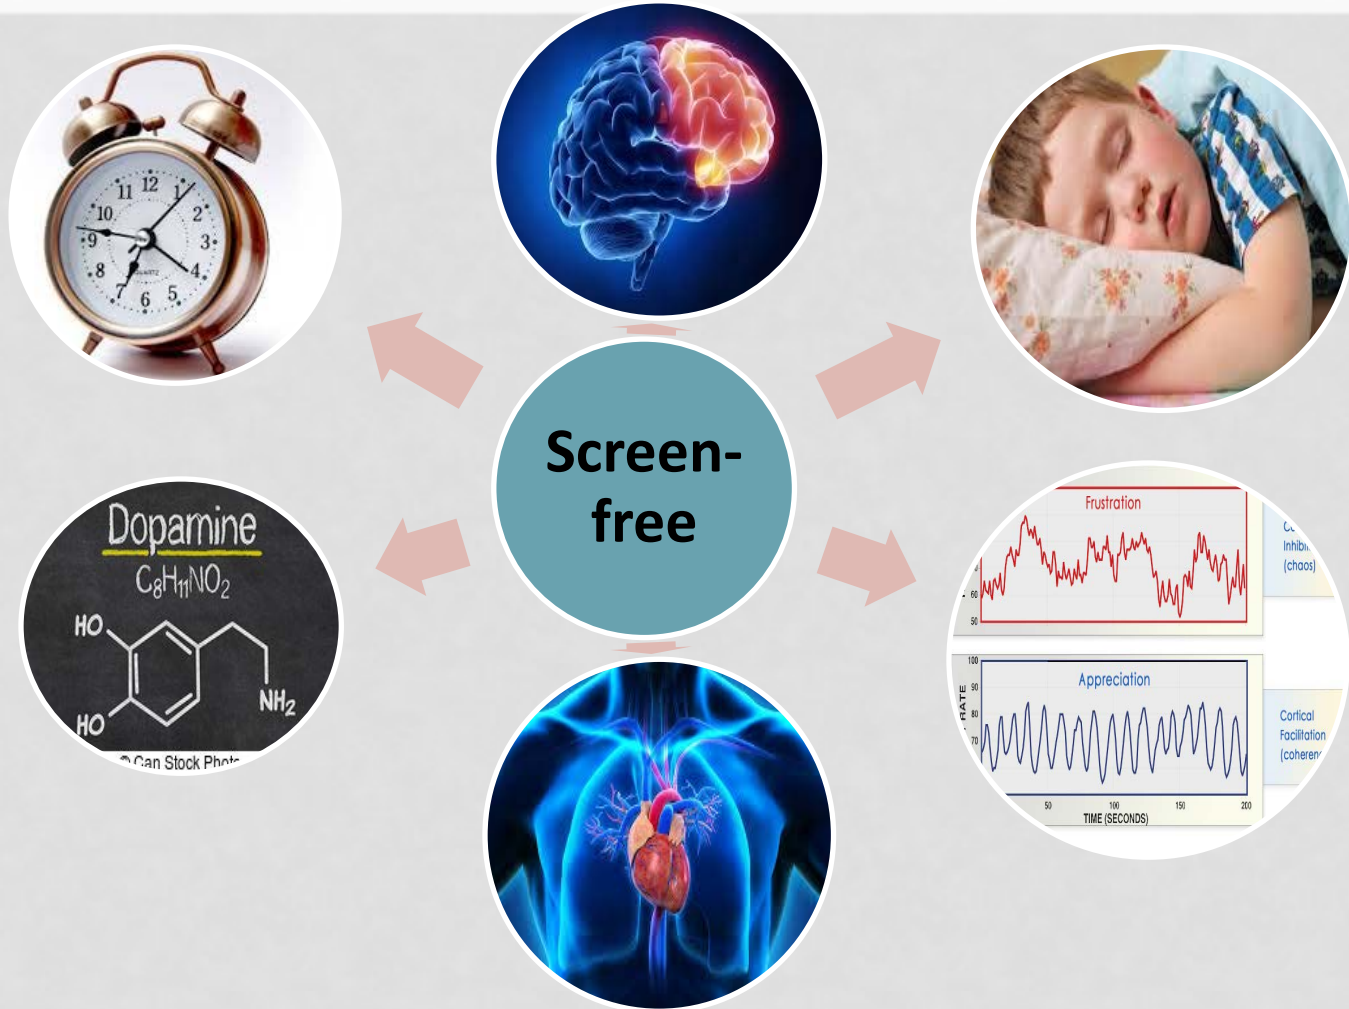 12
1
2
3
4
5
6
7
8
9
10
11
QUARTZ
Screen-
free
Dopamine
C₈H₁₁NO₂
HO
HO
NH₂
© Can Stock Photo
Frustration
60
50
Inhibi
(chaos)
100
90
80
70
RATE
Appreciation
50
100
150
200
TIME (SECONDS)
Cortical
Facilitation
(coheren